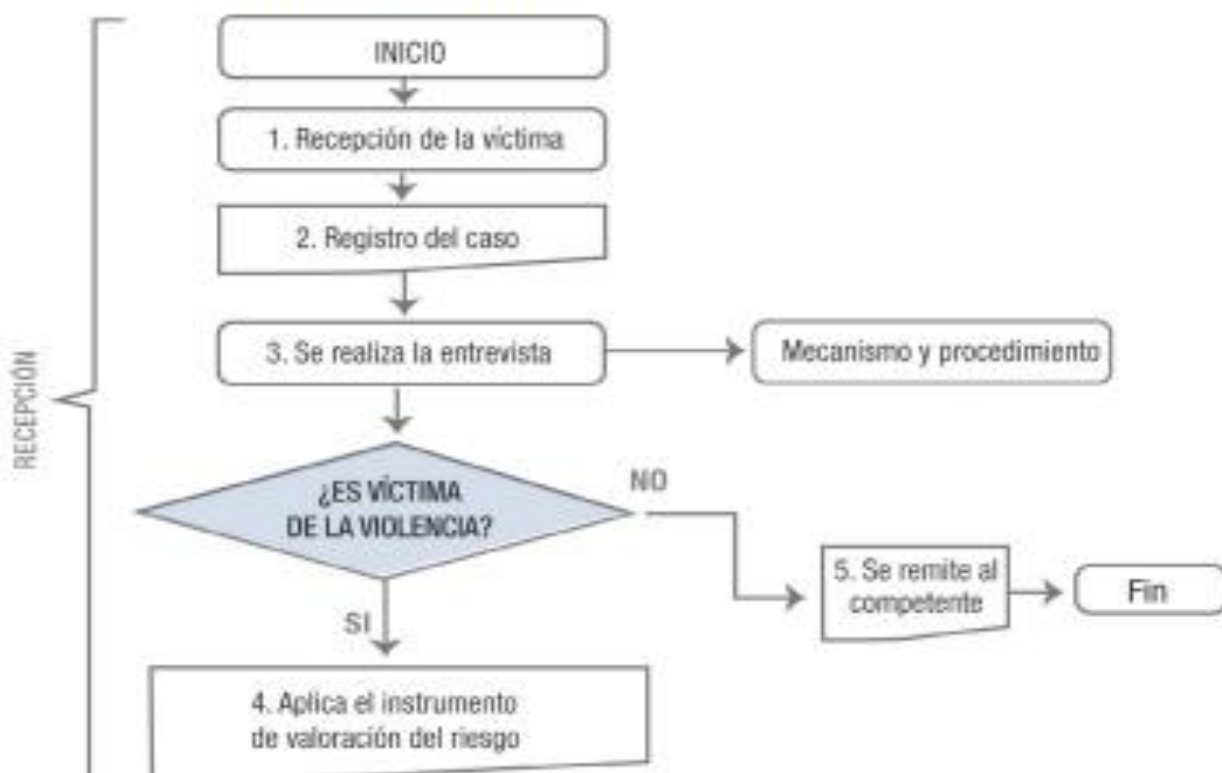 INICIO
1. Recepción de la víctima
2. Registro del caso
3. Se realiza la entrevista
Mecanismo y procedimiento
RECEPCIÓN
¿ES VÍCTIMA
DE LA VIOLENCIA?
NO
5. Se remite al
competente
Fin
SI
4. Aplica el instrumento
de valoración del riesgo